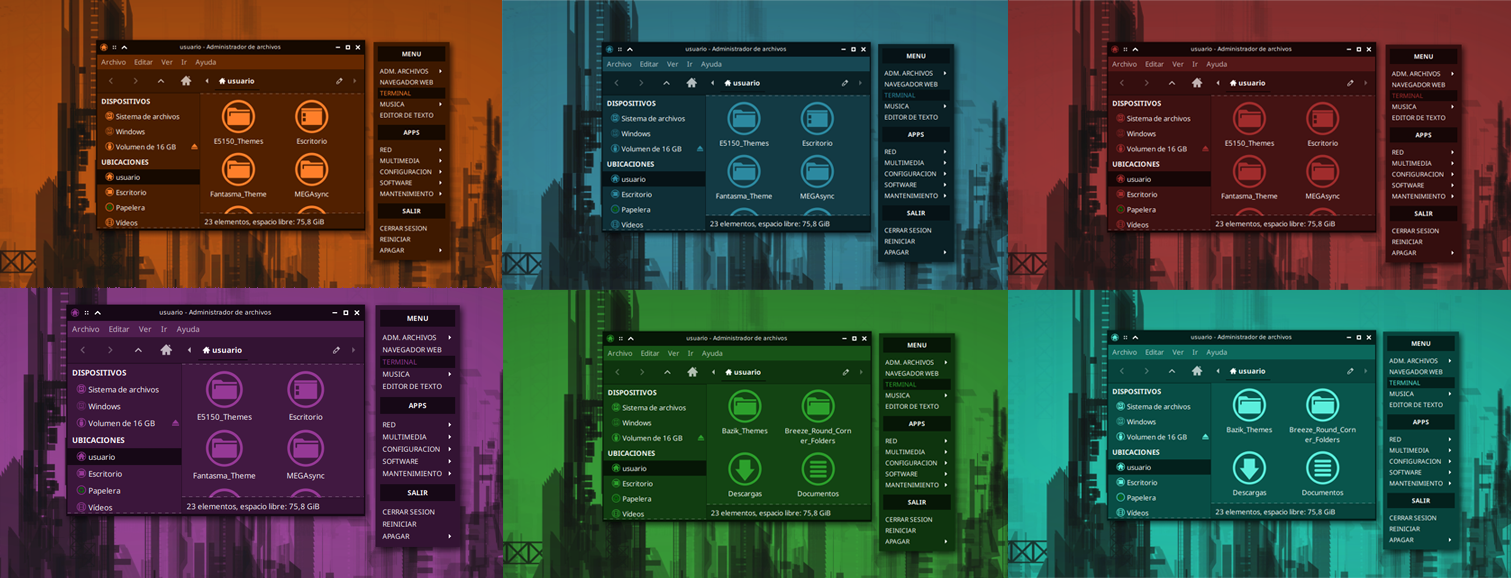 usuario - Administrador de archivos
Archivo Editar Ver Ir Ayuda
usuario
DISPOSITIVOS
Sistema de archivos
Windows
Volumen de 16 GB
UBICACIONES
usuario
Escritorio
Papelera
Vídeos
E5150_Themes
Escritorio
Fantasma_Theme
MEGAsync
23 elementos, espacio libre: 75,8 GiB
MENU
ADM. ARCHIVOS
NAVEGADOR WEB
TERMINAL
MUSICA
EDITOR DE TEXTO
APPS
RED
MULTIMEDIA
CONFIGURACION
SOFTWARE
MANTENIMIENTO
SALIR
CERRAR SESION
REINICIAR
APAGAR
usuario - Administrador de archivos
Archivo Editar Ver Ir Ayuda
usuario
DISPOSITIVOS
Sistema de archivos
Windows
Volumen de 16 GB
UBICACIONES
usuario
Escritorio
Papelera
Vídeos
E5150_Themes
Escritorio
Fantasma_Theme
MEGAsync
23 elementos, espacio libre: 75,8 GiB
MENU
ADM. ARCHIVOS
NAVEGADOR WEB
TERMINAL
MUSICA
EDITOR DE TEXTO
APPS
RED
MULTIMEDIA
CONFIGURACION
SOFTWARE
MANTENIMIENTO
SALIR
CERRAR SESION
REINICIAR
APAGAR
usuario - Administrador de archivos
Archivo Editar Ver Ir Ayuda
usuario
DISPOSITIVOS
Sistema de archivos
Windows
Volumen de 16 GB
UBICACIONES
usuario
Escritorio
Papelera
Vídeos
E5150_Themes
Escritorio
Fantasma_Theme
MEGAsync
23 elementos, espacio libre: 75,8 GiB
MENU
ADM. ARCHIVOS
NAVEGADOR WEB
TERMINAL
MUSICA
EDITOR DE TEXTO
APPS
RED
MULTIMEDIA
CONFIGURACION
SOFTWARE
MANTENIMIENTO
SALIR
CERRAR SESION
REINICIAR
APAGAR
usuario - Administrador de archivos
Archivo Editar Ver Ir Ayuda
usuario
DISPOSITIVOS
Sistema de archivos
Windows
Volumen de 16 GB
UBICACIONES
usuario
Escritorio
Papelera
Vídeos
E5150_Themes
Escritorio
Fantasma_Theme
MEGAsync
23 elementos, espacio libre: 75,8 GiB
MENU
ADM. ARCHIVOS
NAVEGADOR WEB
TERMINAL
MUSICA
EDITOR DE TEXTO
APPS
RED
MULTIMEDIA
CONFIGURACION
SOFTWARE
MANTENIMIENTO
SALIR
CERRAR SESION
REINICIAR
APAGAR
usuario - Administrador de archivos
Archivo Editar Ver Ir Ayuda
usuario
DISPOSITIVOS
Sistema de archivos
Windows
Volumen de 16 GB
UBICACIONES
usuario
Escritorio
Papelera
Vídeos
Bazik_Themes
Breeze_Round_Corn
er_Folders
Descargas
Documentos
23 elementos, espacio libre: 75,8 GiB
MENU
ADM. ARCHIVOS
NAVEGADOR WEB
TERMINAL
MUSICA
EDITOR DE TEXTO
APPS
RED
MULTIMEDIA
CONFIGURACION
SOFTWARE
MANTENIMIENTO
SALIR
CERRAR SESION
REINICIAR
APAGAR
usuario - Administrador de archivos
Archivo Editar Ver Ir Ayuda
usuario
DISPOSITIVOS
Sistema de archivos
Windows
Volumen de 16 GB
UBICACIONES
usuario
Escritorio
Papelera
Vídeos
Bazik_Themes
Breeze_Round_Corn
er_Folders
Descargas
Documentos
23 elementos, espacio libre: 75,8 GiB
MENU
ADM. ARCHIVOS
NAVEGADOR WEB
TERMINAL
MUSICA
EDITOR DE TEXTO
APPS
RED
MULTIMEDIA
CONFIGURACION
SOFTWARE
MANTENIMIENTO
SALIR
CERRAR SESION
REINICIAR
APAGAR